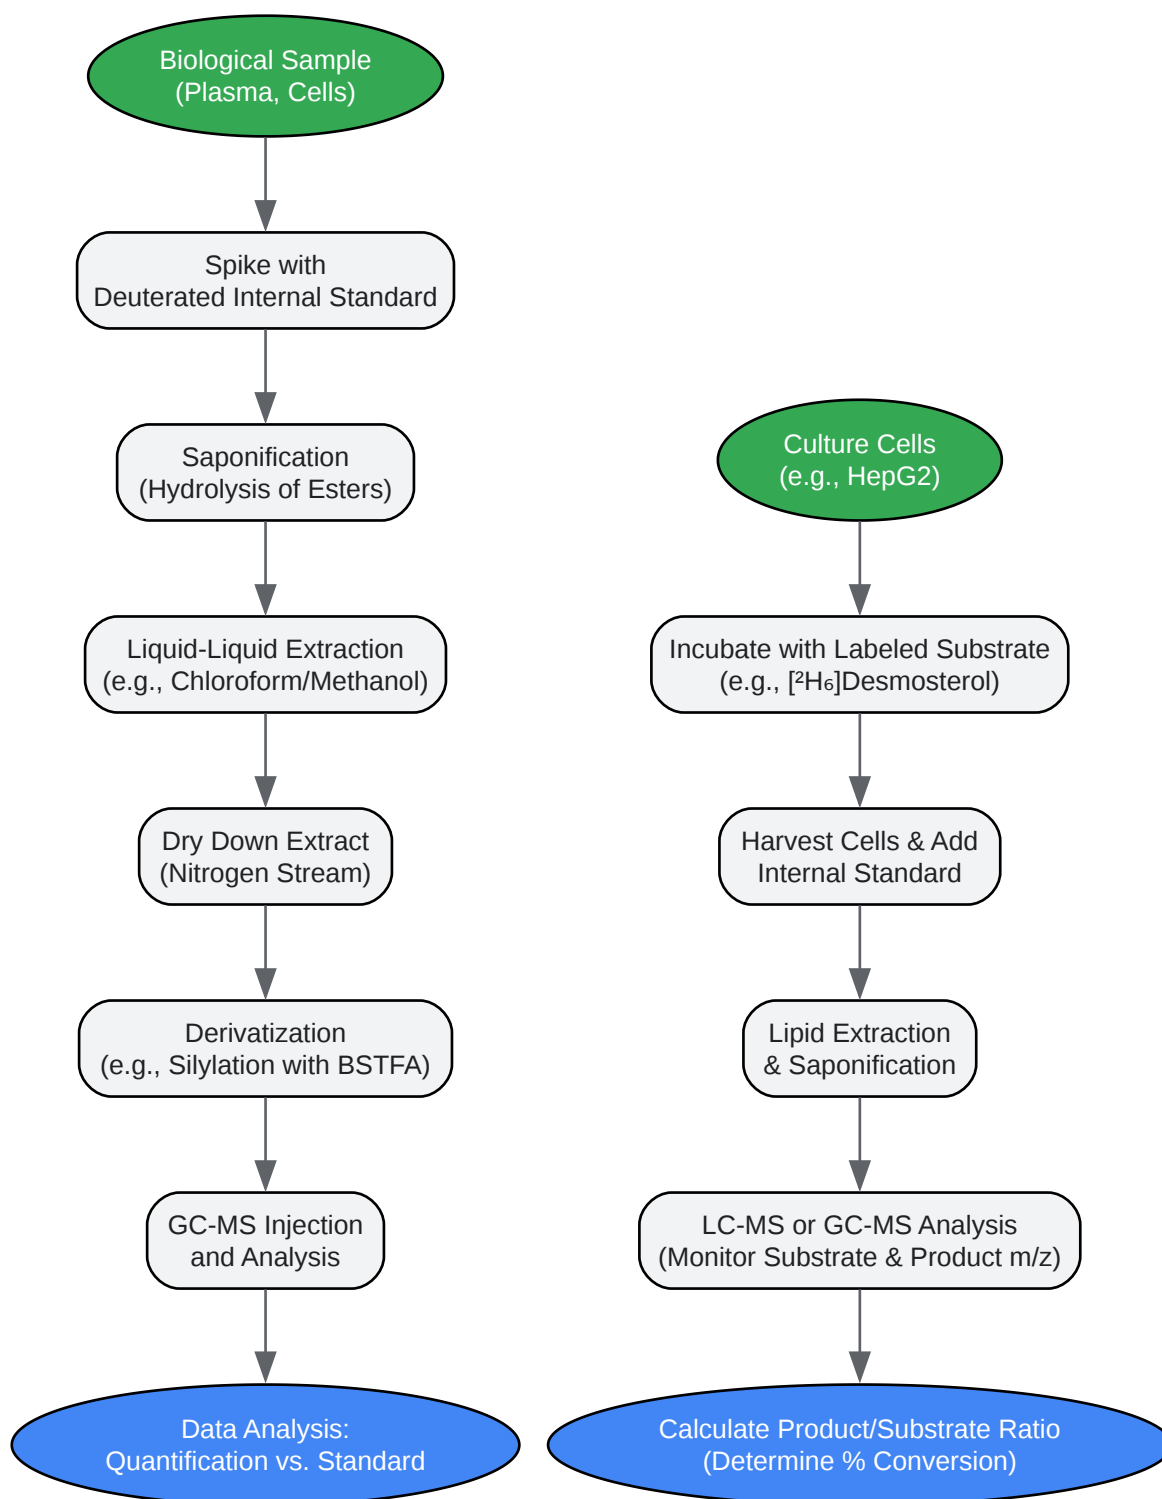 Biological Sample
(Plasma, Cells)
Spike with
Deuterated Internal Standard
Saponification
(Hydrolysis of Esters)
Liquid-Liquid Extraction
(e.g., Chloroform/Methanol)
Dry Down Extract
(Nitrogen Stream)
Derivatization
(e.g., Silylation with BSTFA)
GC-MS Injection
and Analysis
Data Analysis:
Quantification vs. Standard
Culture Cells
(e.g., HepG2)
Incubate with Labeled Substrate
(e.g., [²H₆]Desmosterol)
Harvest Cells & Add
Internal Standard
Lipid Extraction
& Saponification
LC-MS or GC-MS Analysis
(Monitor Substrate & Product m/z)
Calculate Product/Substrate Ratio
(Determine % Conversion)